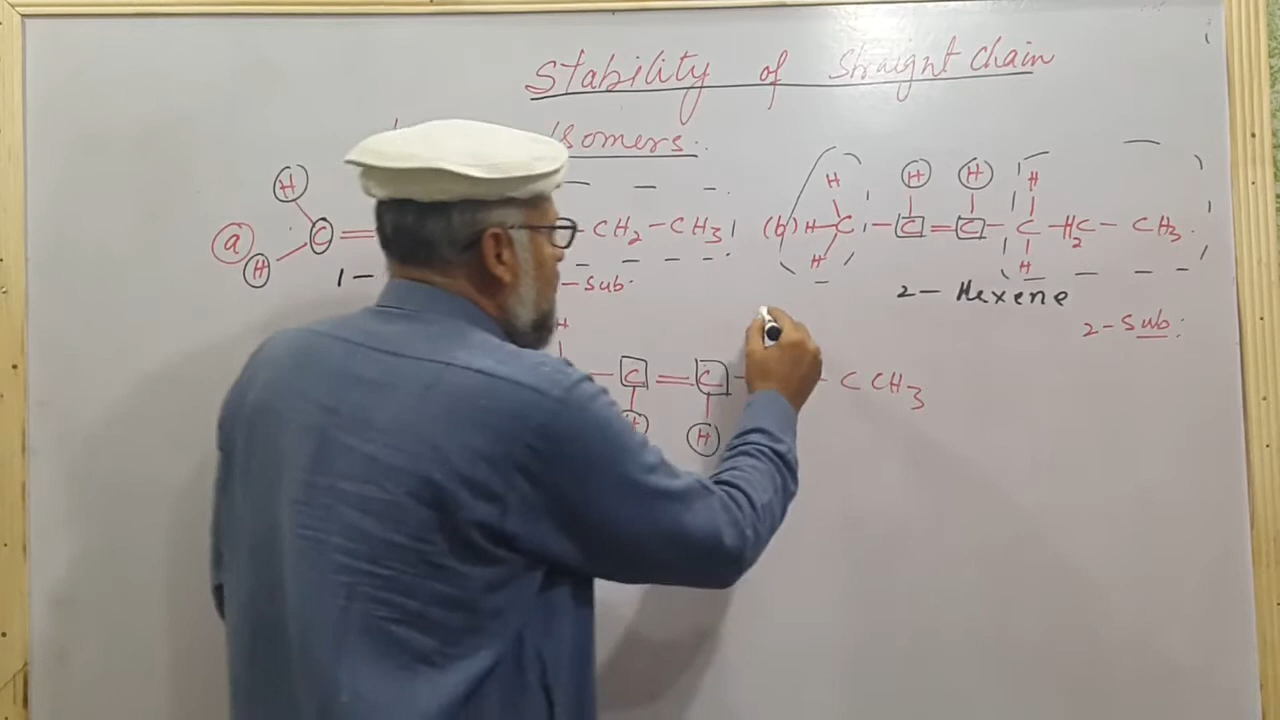 Stability of Straight Chain
Isomers..
H
(a) H C = - CH2 - CH3
1 -
- Sub.
H H H H
(b) H - C - C = C - C - H2C - CH3
H H
2 - Hexene
2 - Sub:
H
- C = C - - C CH3
H H